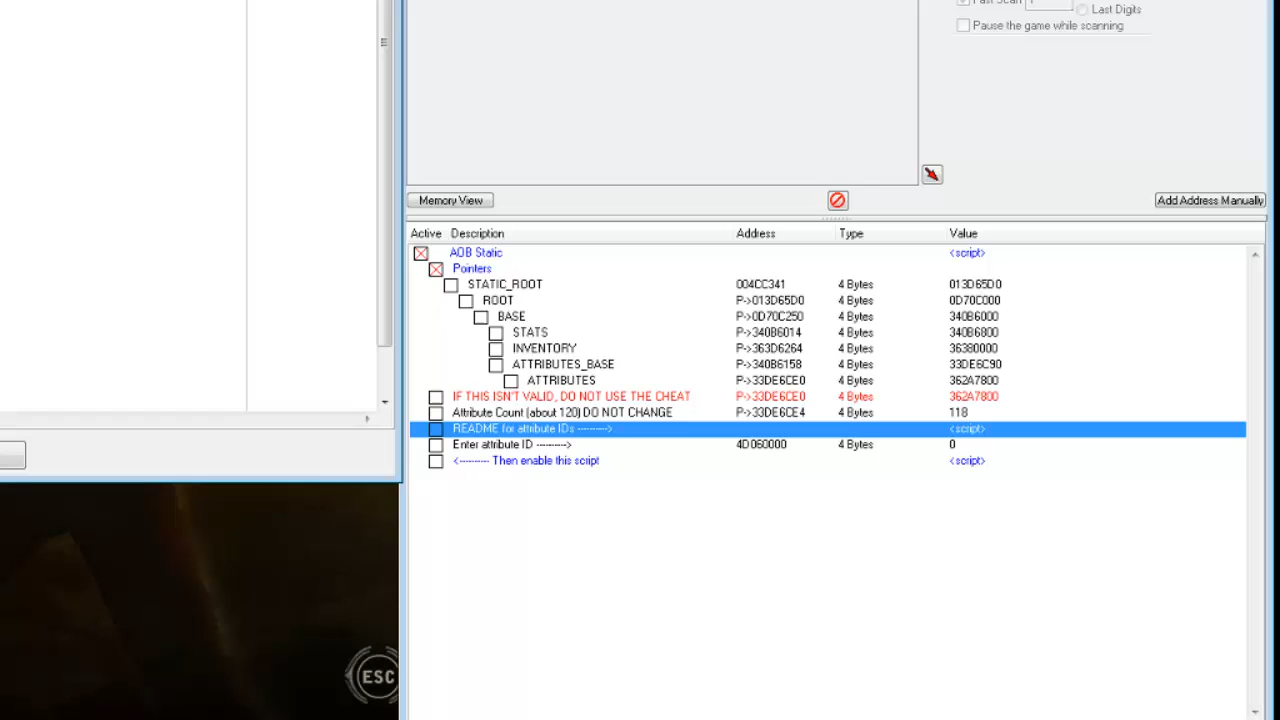 Last Digits
Pause the game while scanning
Memory View
Add Address Manually
Active Description Address Type Value
AOB Static <script>
Pointers
STATIC_ROOT 004CC341 4 Bytes 013D65D0
ROOT P->013D65D0 4 Bytes 0D70C000
BASE P->0D70C250 4 Bytes 340B6000
STATS P->340B6014 4 Bytes 340B6800
INVENTORY P->363D6264 4 Bytes 36380000
ATTRIBUTES_BASE P->340B6158 4 Bytes 33DE6C90
ATTRIBUTES P->33DE6CE0 4 Bytes 362A7800
IF THIS ISN'T VALID, DO NOT USE THE CHEAT P->33DE6CE0 4 Bytes 362A7800
Attribute Count (about 120) DO NOT CHANGE P->33DE6CE4 4 Bytes 118
README for attribute IDs ---------> <script>
Enter attribute ID ---------> 4D060000 4 Bytes 0
<--------- Then enable this script <script>
ESC